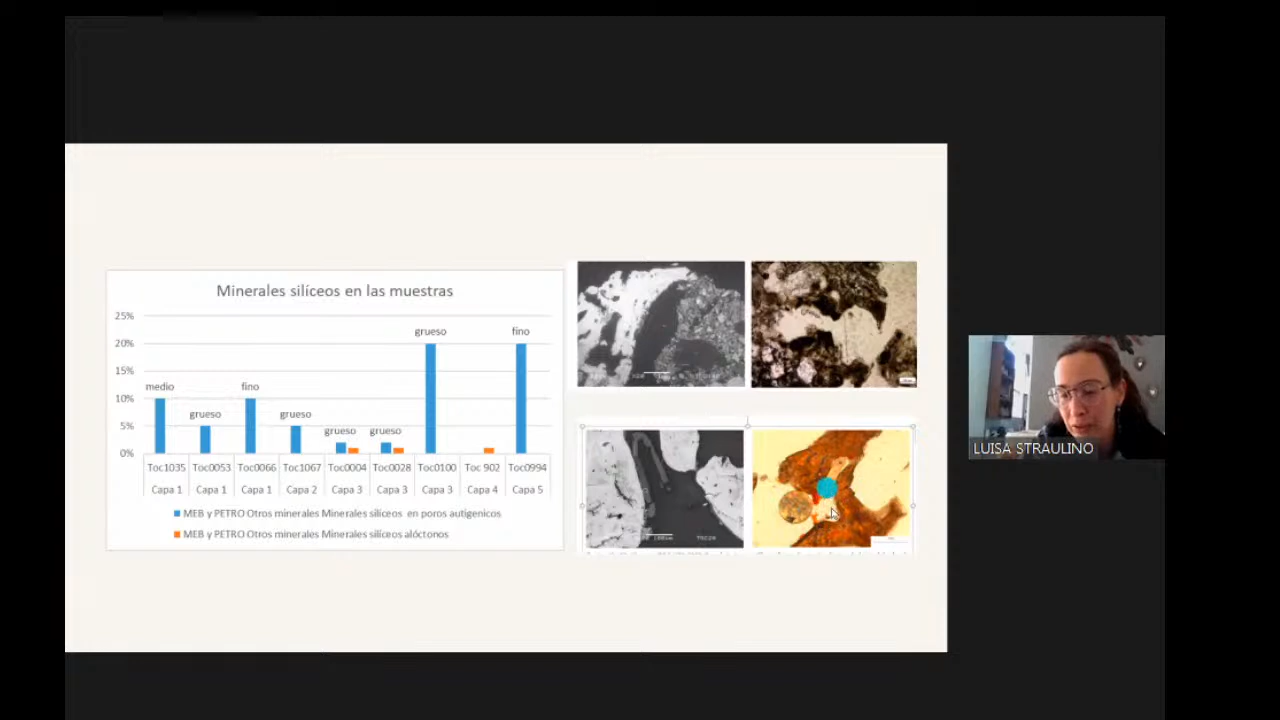 Minerales silíceos en las muestras
25%
20%
15%
10%
5%
0%
medio
grueso
fino
grueso
grueso
grueso
grueso
fino
Toc1035 Toc0053 Toc0066 Toc1067 Toc0004 Toc0028 Toc0100 Toc 902 Toc0994
Capa 1 Capa 1 Capa 1 Capa 2 Capa 3 Capa 3 Capa 3 Capa 4 Capa 5
MEB y PETRO Otros minerales Minerales silíceos en poros autigenicos
MEB y PETRO Otros minerales Minerales silíceos alóctonos
LUISA STRAULINO